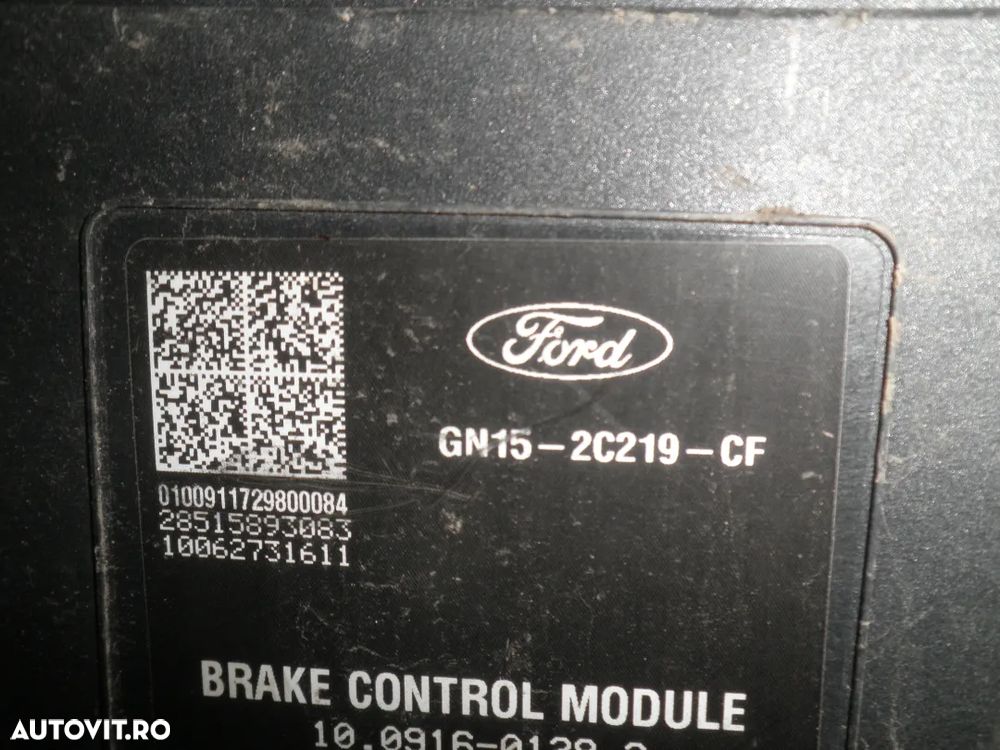 Ford
GN15-2C219-CF
0100911729800084
28515893083
10062731611
BRAKE CONTROL MODULE
AUTOVIT.RO